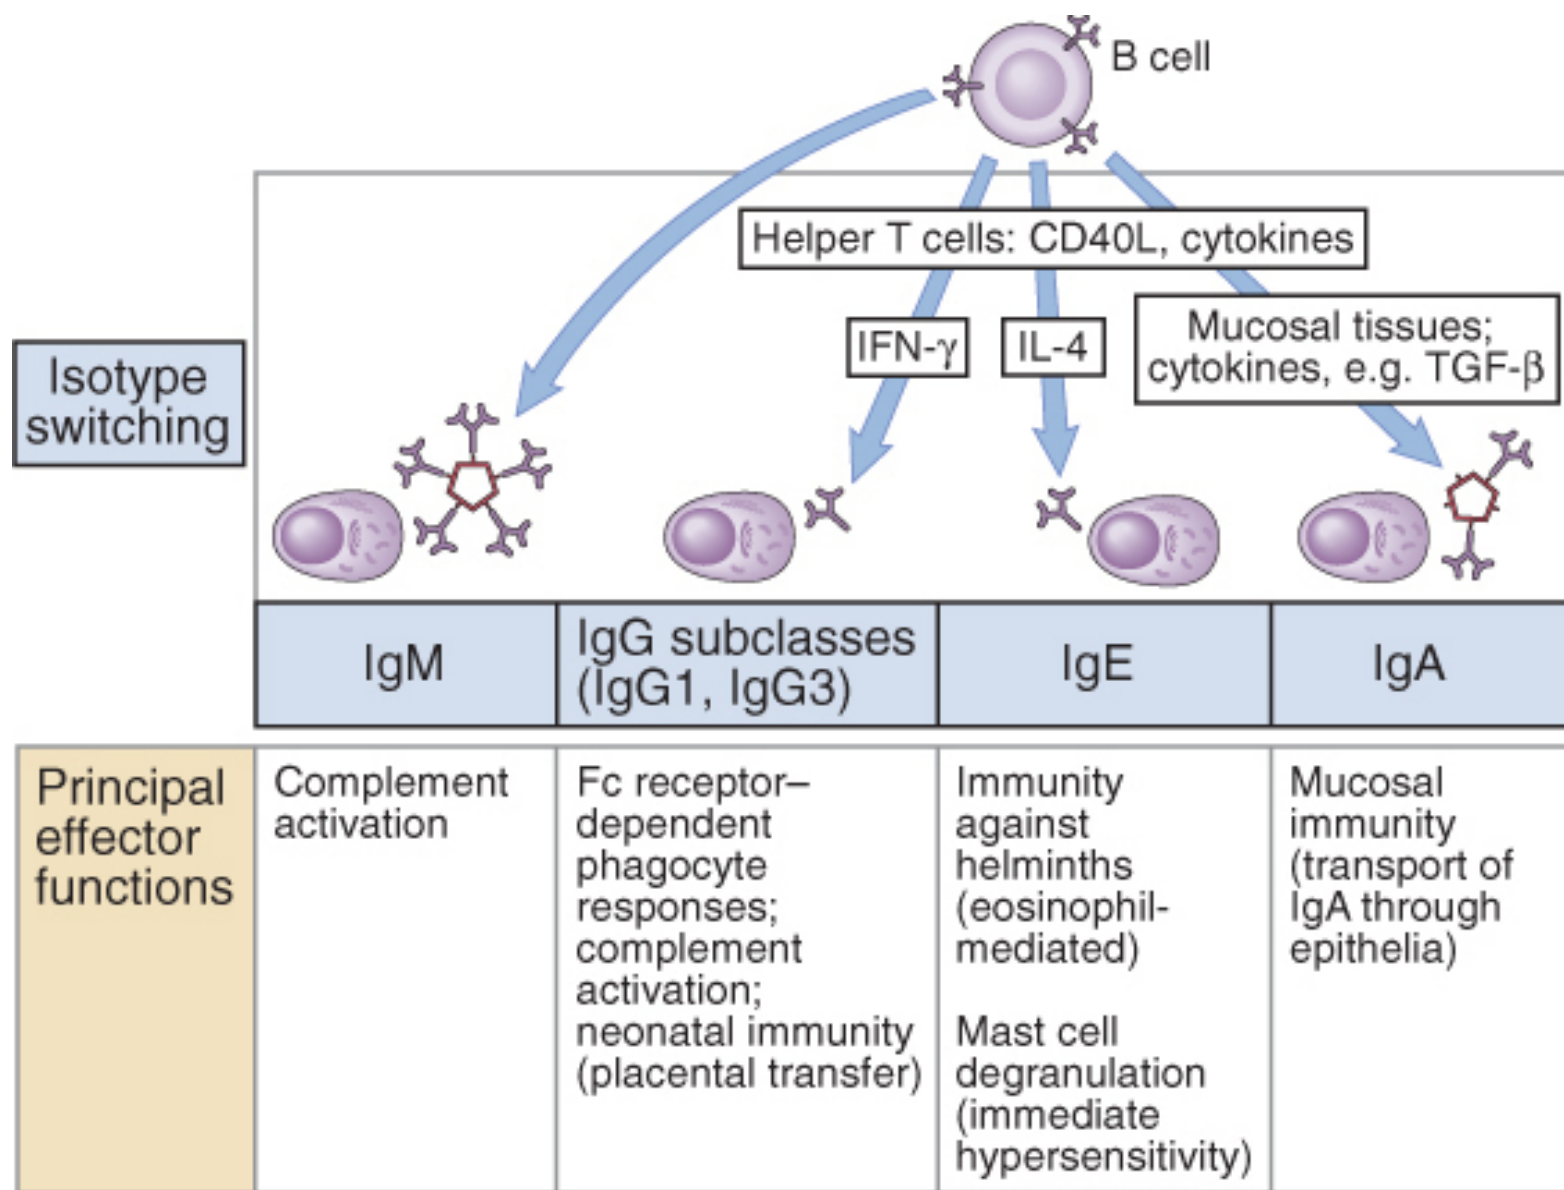 B cell
Helper T cells: CD40L, cytokines
IFN-γ
IL-4
Mucosal tissues;
cytokines, e.g. TGF-β
Isotype
switching
IgM
IgG subclasses
(IgG1, IgG3)
IgE
IgA
Principal
effector
functions
Complement
activation
Fc receptor–
dependent
phagocyte
responses;
complement
activation;
neonatal immunity
(placental transfer)
Immunity
against
helminths
(eosinophil-
mediated)
Mast cell
degranulation
(immediate
hypersensitivity)
Mucosal
immunity
(transport of
IgA through
epithelia)